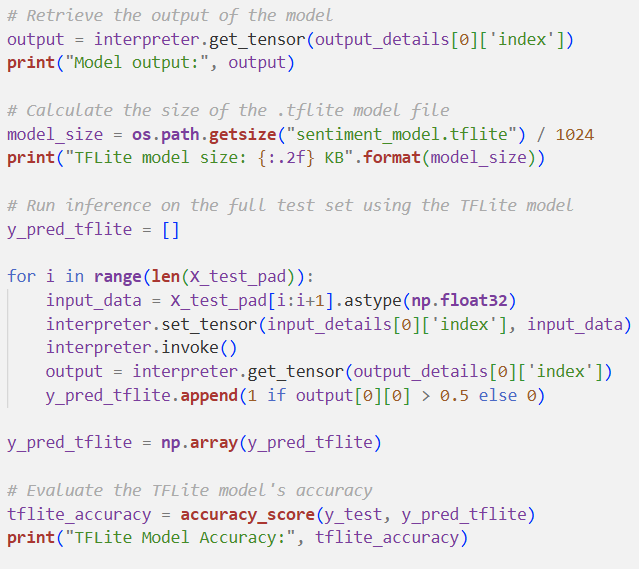 # Retrieve the output of the model
output = interpreter.get_tensor(output_details[0]['index'])
print("Model output:", output)

# Calculate the size of the .tflite model file
model_size = os.path.getsize("sentiment_model.tflite") / 1024
print("TFLite model size: {:.2f} KB".format(model_size))

# Run inference on the full test set using the TFLite model
y_pred_tflite = []

for i in range(len(X_test_pad)):
    input_data = X_test_pad[i:i+1].astype(np.float32)
    interpreter.set_tensor(input_details[0]['index'], input_data)
    interpreter.invoke()
    output = interpreter.get_tensor(output_details[0]['index'])
    y_pred_tflite.append(1 if output[0][0] > 0.5 else 0)

y_pred_tflite = np.array(y_pred_tflite)

# Evaluate the TFLite model's accuracy
tflite_accuracy = accuracy_score(y_test, y_pred_tflite)
print("TFLite Model Accuracy:", tflite_accuracy)